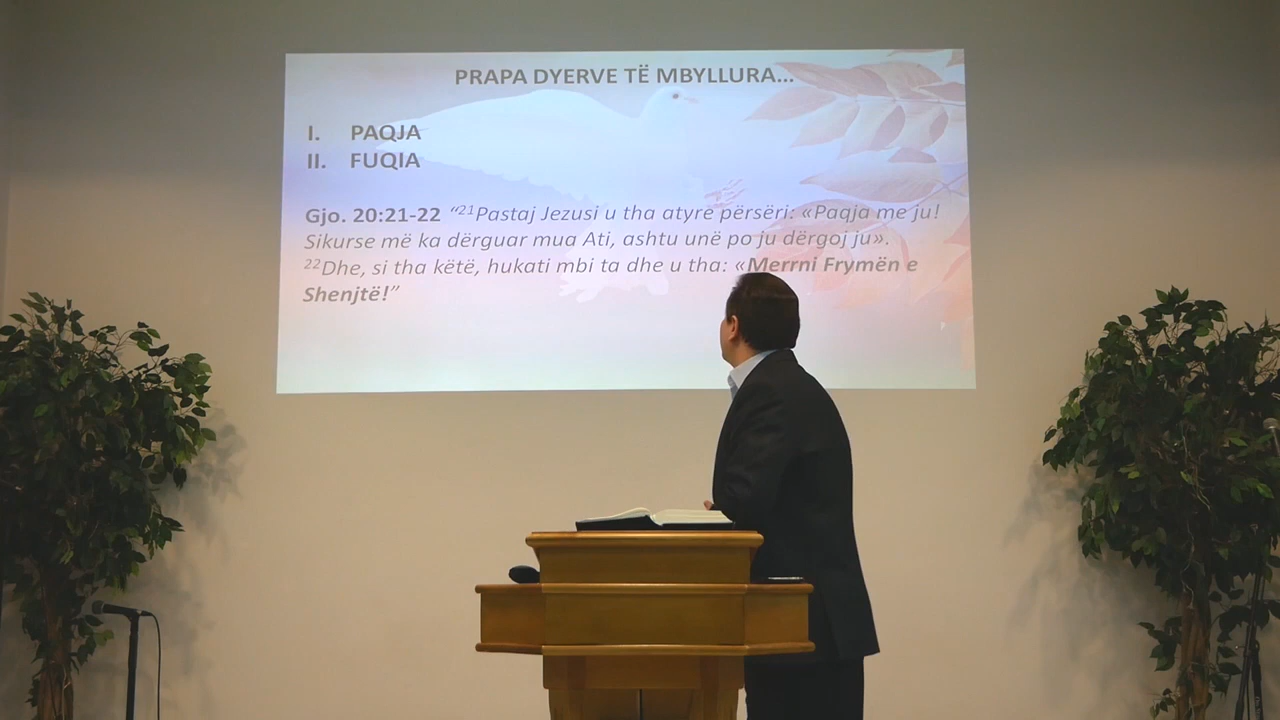 PRAPA DYERVE TË MBYLLURA...
I. PAQJA
II. FUQIA
Gjo. 20:21-22 “²¹Pastaj Jezusi u tha atyre përsëri: «Paqja me ju!
Sikurse më ka dërguar mua Ati, ashtu unë po ju dërgoj ju».
²²Dhe, si tha këtë, hukati mbi ta dhe u tha: «Merrni Frymën e
Shenjtë!”